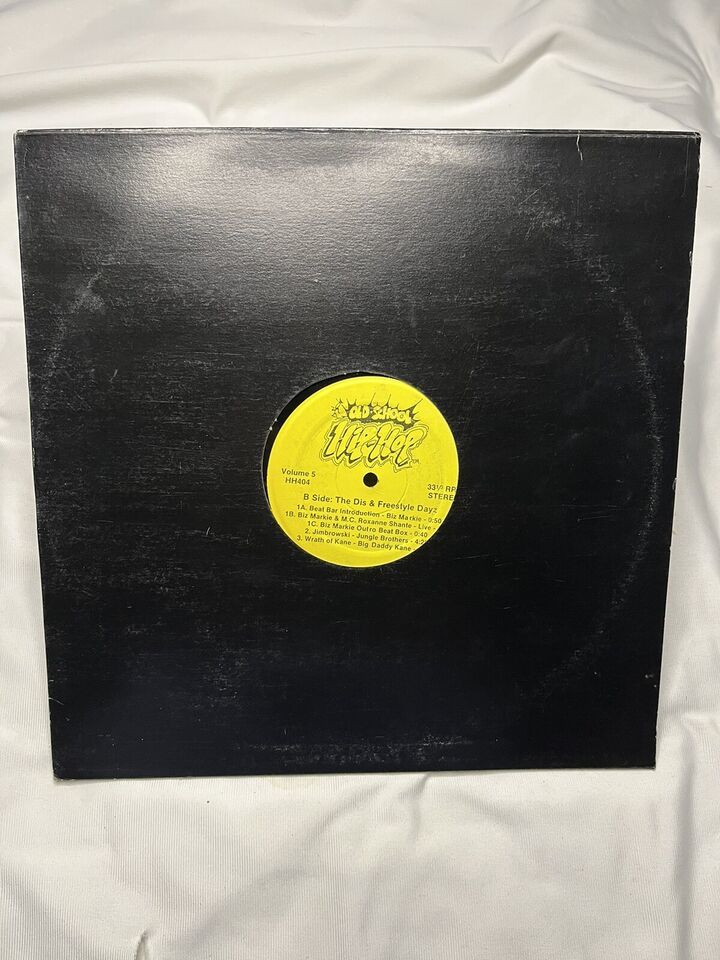 OLD SCHOOL
HIP HOP
Volume 5
HH404
33⅓ RP
STERE
B Side: The Dis & Freestyle Dayz
1A. Beat Bar Introduction - Biz Markie - 0:50
1B. Biz Markie & M.C. Roxanne Shante - Live -
1C. Biz Markie Outro Beat Box - 0:40
2. Jimbrowski - Jungle Brothers - 4:2
3. Wrath of Kane - Big Daddy Kane -